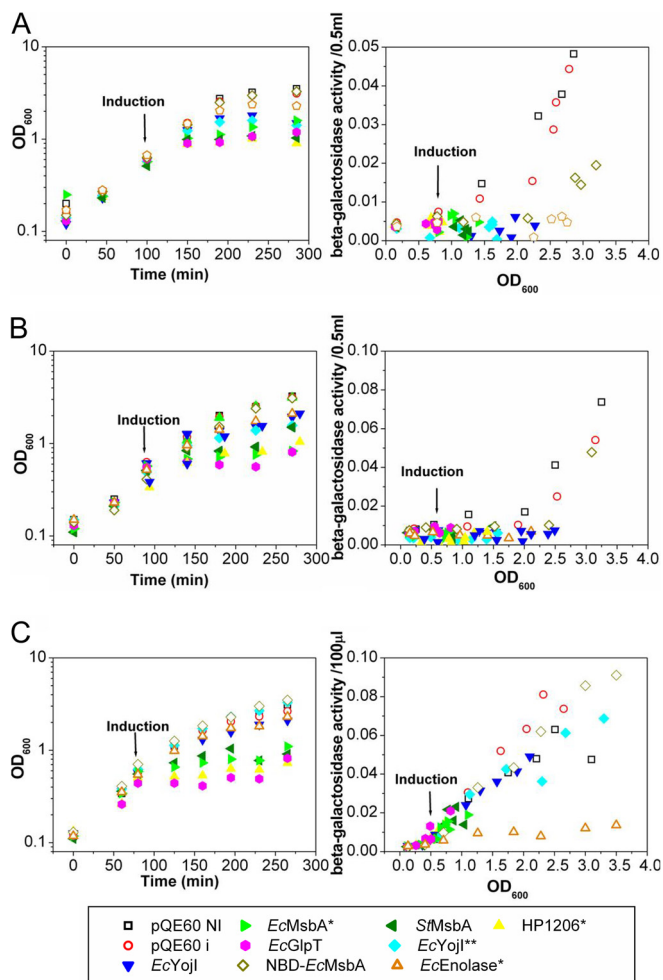 A
10
1
0.1
OD600
Induction
0 50 100 150 200 250 300
Time (min)
beta-galactosidase activity /0.5ml
0.05
0.04
0.03
0.02
0.01
0.000
Induction
0.0 0.5 1.0 1.5 2.0 2.5 3.0 3.5 4.0
OD600
B
10
1
0.1
OD600
Induction
0 50 100 150 200 250 300
Time (min)
beta-galactosidase activity /0.5ml
0.10
0.08
0.06
0.04
0.02
0.00
Induction
0.0 0.5 1.0 1.5 2.0 2.5 3.0 3.5 4.0
OD600
C
10
1
0.1
OD600
Induction
0 50 100 150 200 250 300
Time (min)
beta-galactosidase activity /100µl
0.10
0.08
0.06
0.04
0.02
0.00
Induction
0.0 0.5 1.0 1.5 2.0 2.5 3.0 3.5 4.0
OD600
pQE60 NI EcMsbA* StMsbA HP1206*
pQE60 i EcGlpT EcYojI**
EcYojI NBD-EcMsbA EcEnolase*